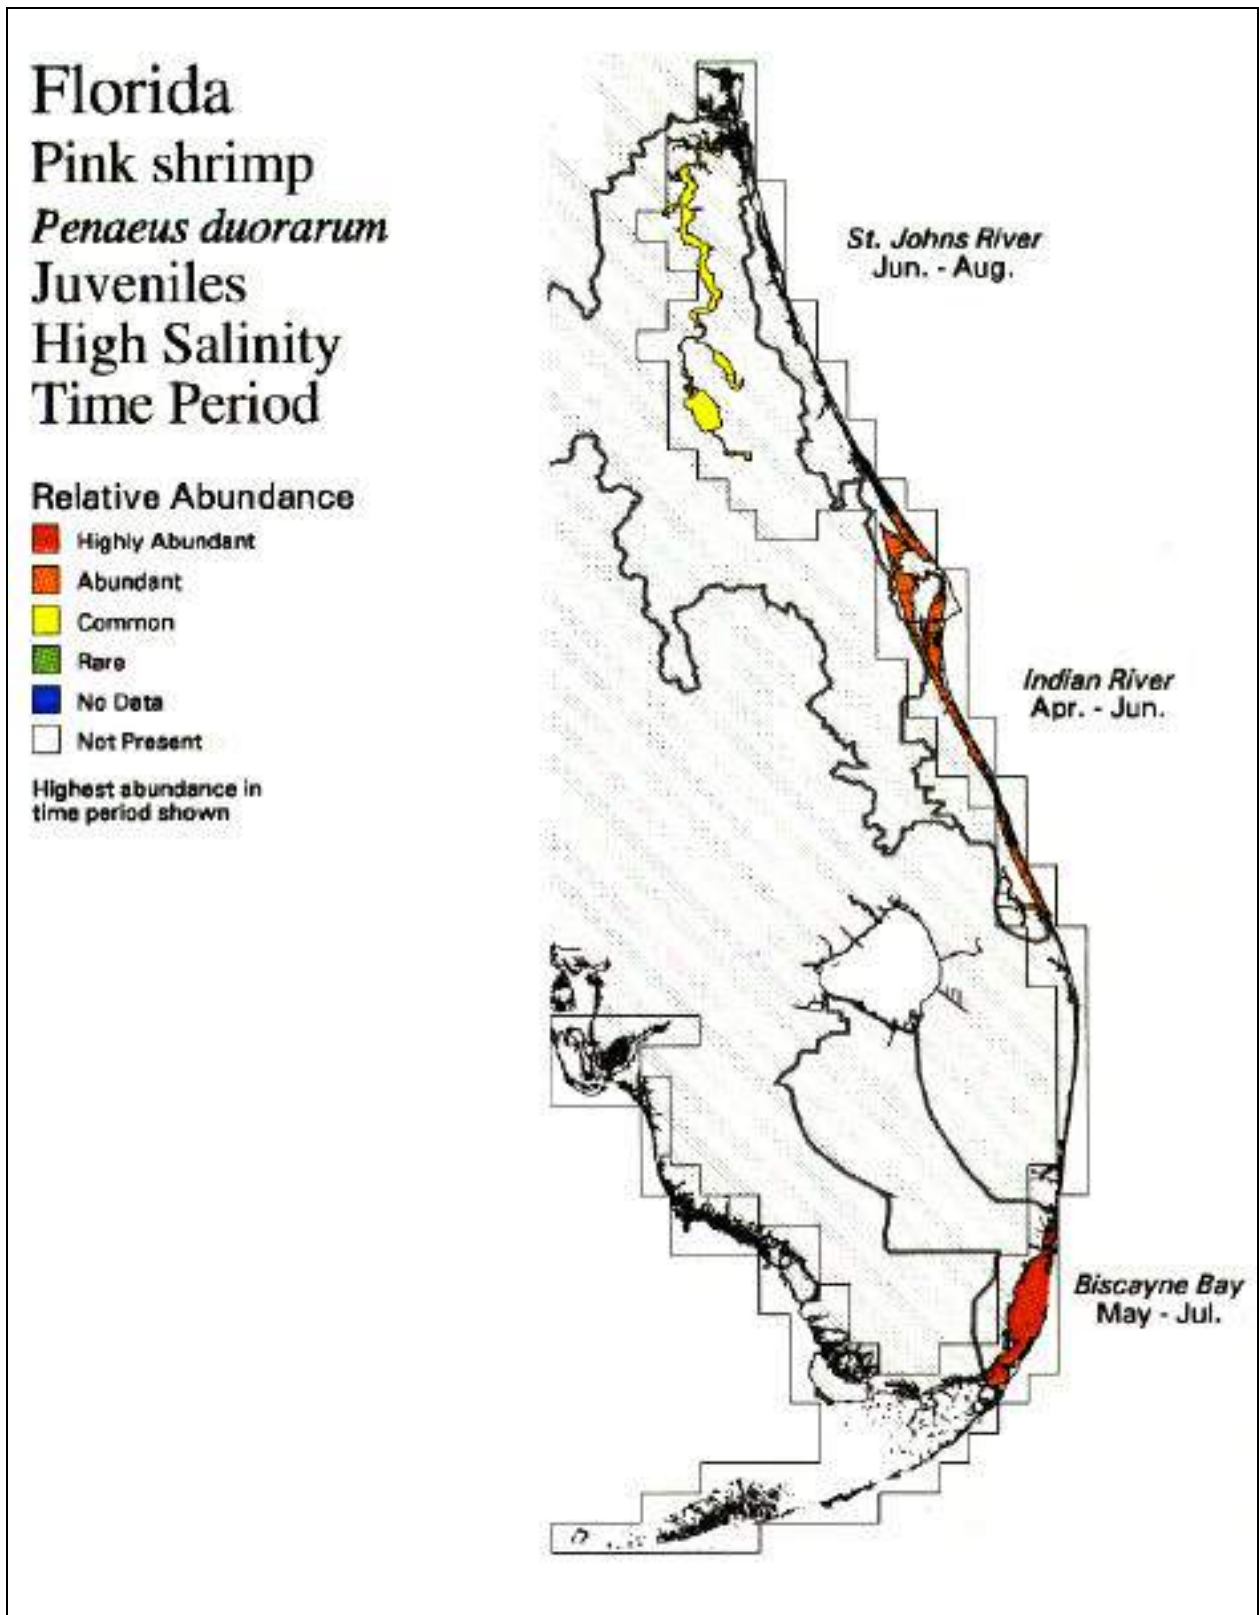 Florida
Pink shrimp
Penaeus duorarum
Juveniles
High Salinity
Time Period
Relative Abundance
Highly Abundant
Abundant
Common
Rare
No Data
Not Present
Highest abundance in
time period shown
St. Johns River
Jun. - Aug.
Indian River
Apr. - Jun.
Biscayne Bay
May - Jul.